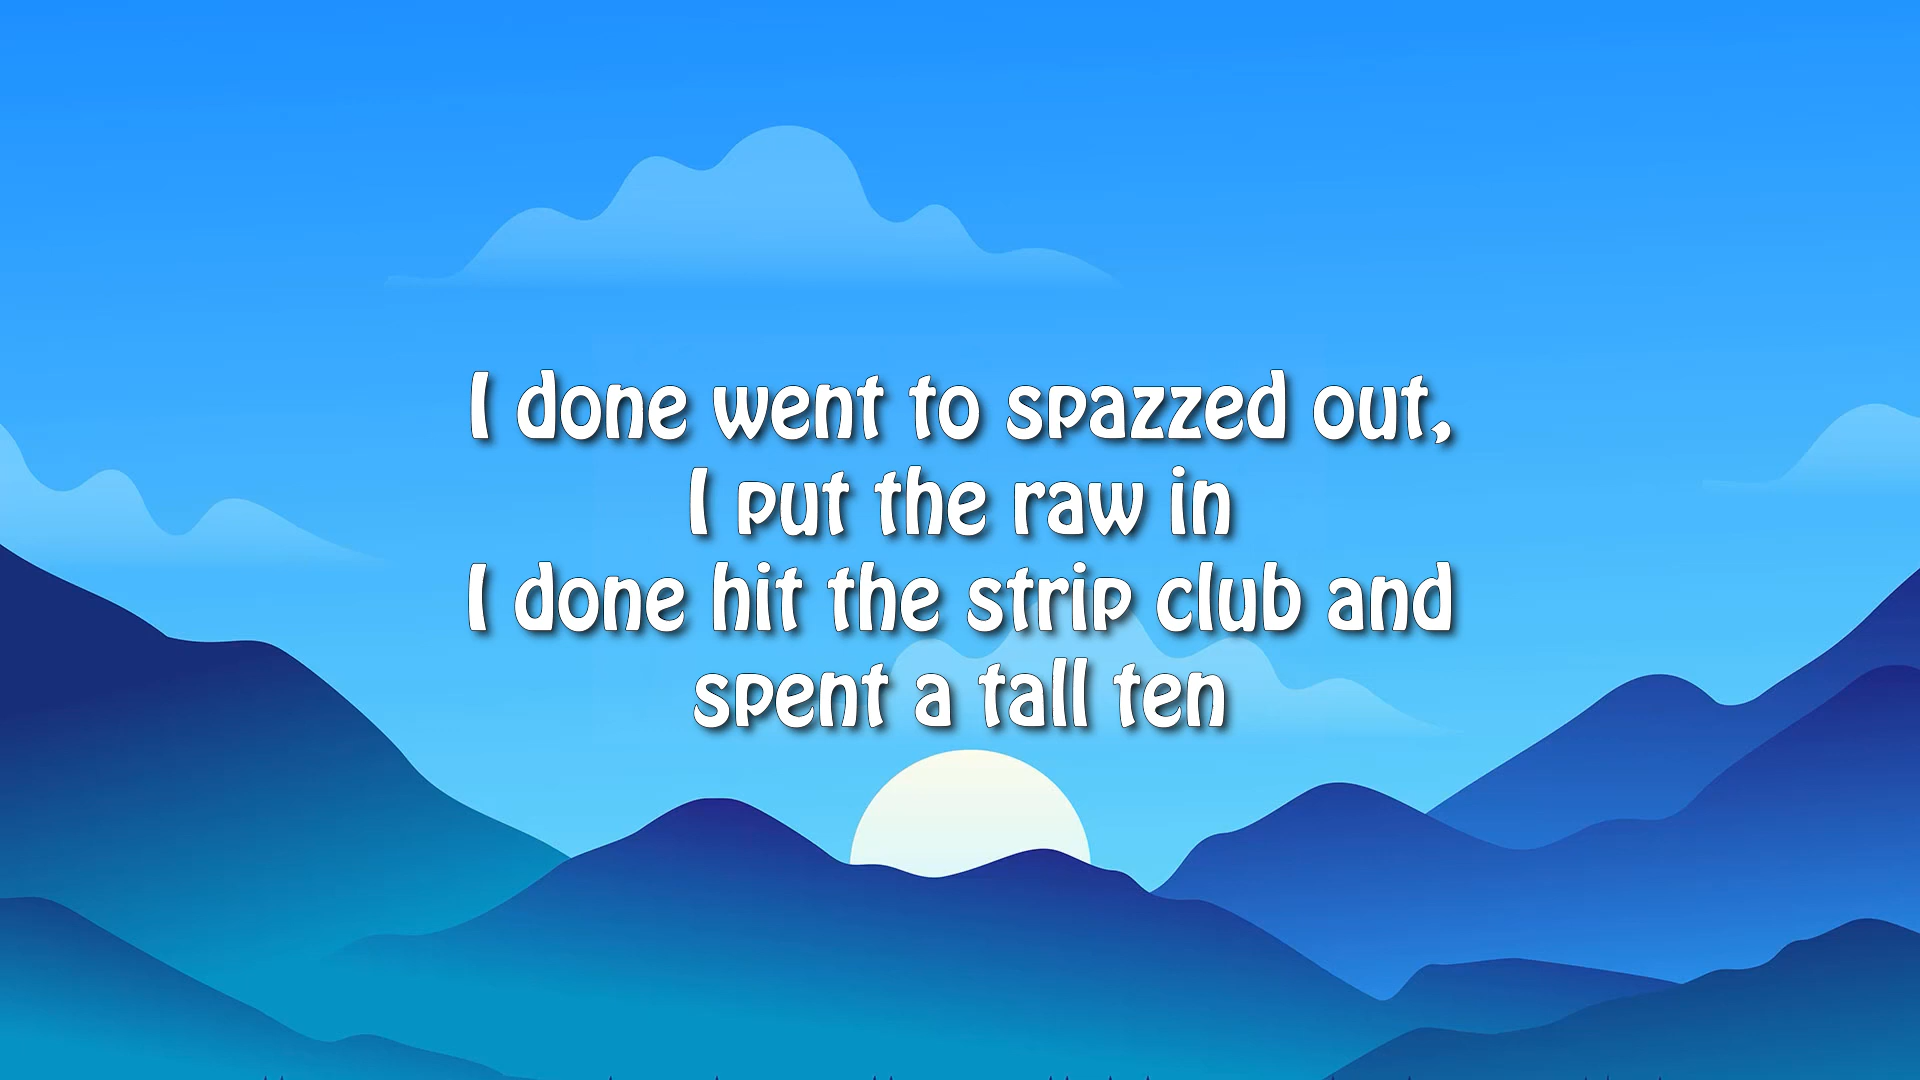 I done went to spazzed out,
I put the raw in
I done hit the strip club and
spent a tall ten